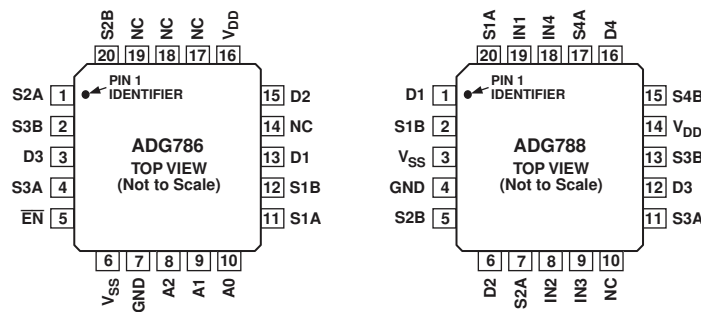 S2B NC NC NC VDD
20 19 18 17 16
PIN 1
IDENTIFIER
S2A 1
S3B 2
D3 3
S3A 4
EN 5
ADG786
TOP VIEW
(Not to Scale)
15 D2
14 NC
13 D1
12 S1B
11 S1A
6 7 8 9 10
VSS GND A2 A1 A0
S1A IN1 IN4 S4A D4
20 19 18 17 16
PIN 1
IDENTIFIER
D1 1
S1B 2
VSS 3
GND 4
S2B 5
ADG788
TOP VIEW
(Not to Scale)
15 S4B
14 VDD
13 S3B
12 D3
11 S3A
6 7 8 9 10
D2 S2A IN2 IN3 NC